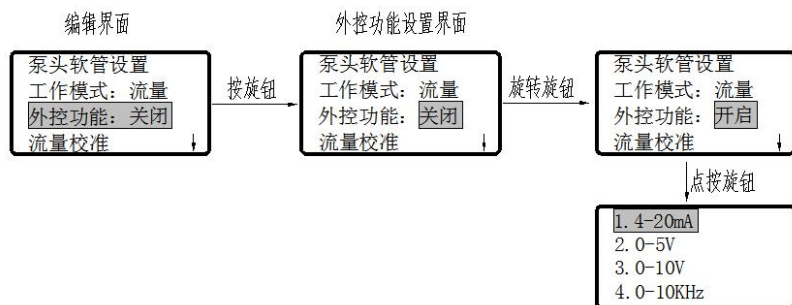 编辑界面
外控功能设置界面
泵头软管设置
工作模式：流量
外控功能：关闭
流量校准
按旋钮
泵头软管设置
工作模式：流量
外控功能：关闭
流量校准
旋转旋钮
泵头软管设置
工作模式：流量
外控功能：开启
流量校准
点按旋钮
1.4-20mA
2.0-5V
3.0-10V
4.0-10KHz